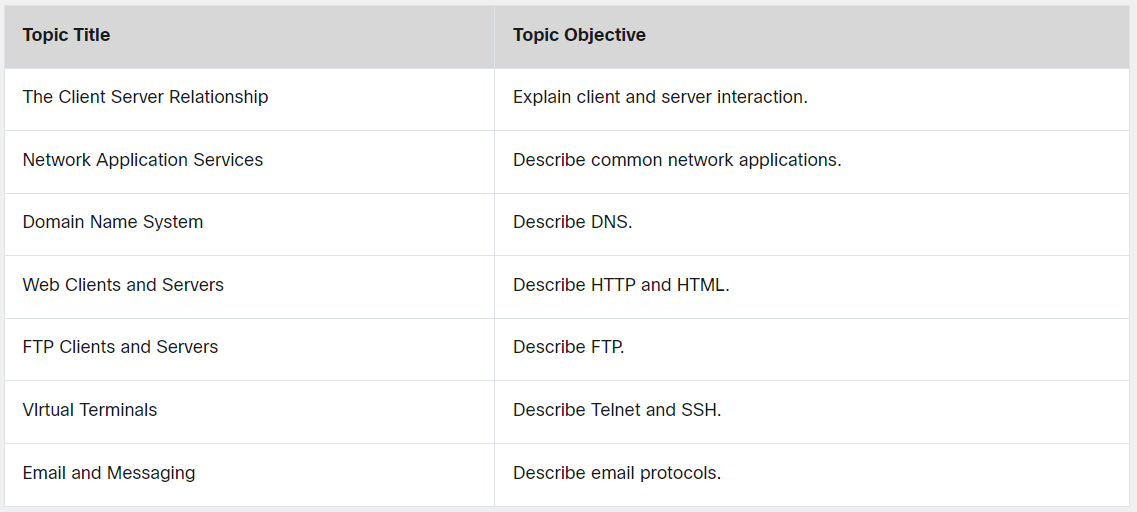 Topic Title Topic Objective
The Client Server Relationship Explain client and server interaction.
Network Application Services Describe common network applications.
Domain Name System Describe DNS.
Web Clients and Servers Describe HTTP and HTML.
FTP Clients and Servers Describe FTP.
VIrtual Terminals Describe Telnet and SSH.
Email and Messaging Describe email protocols.